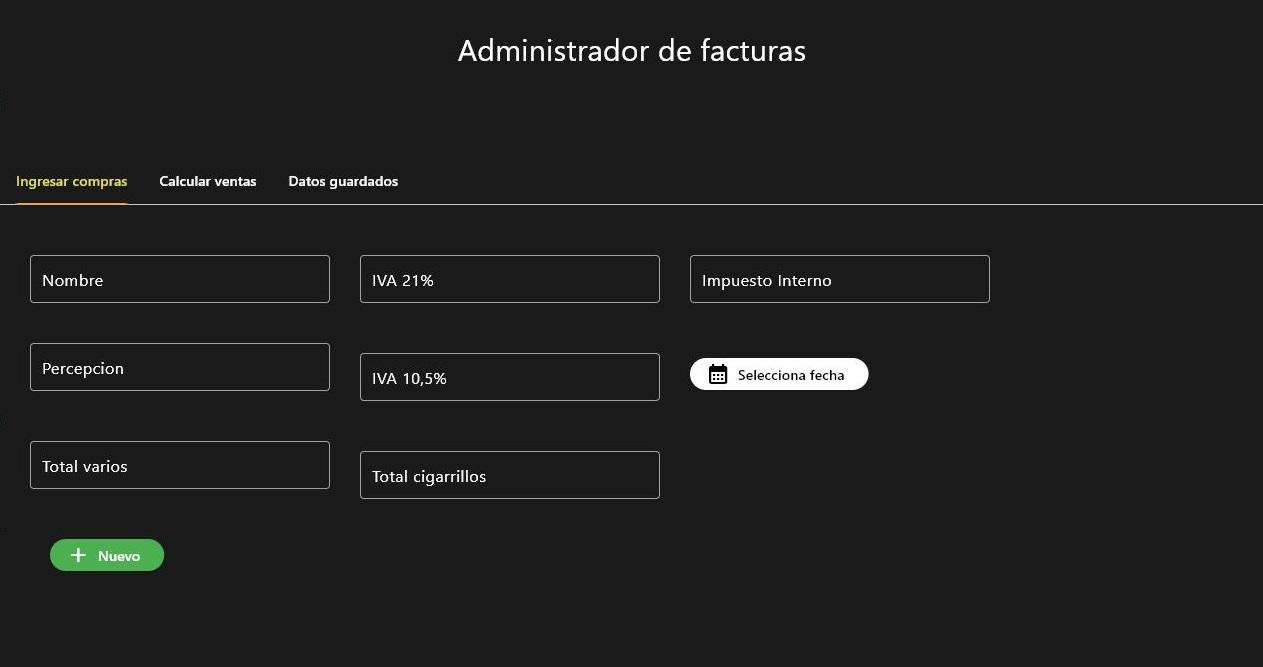 Administrador de facturas
Ingresar compras
Calcular ventas
Datos guardados
Nombre
IVA 21%
Impuesto Interno
Percepcion
IVA 10,5%
Selecciona fecha
Total varios
Total cigarrillos
Nuevo